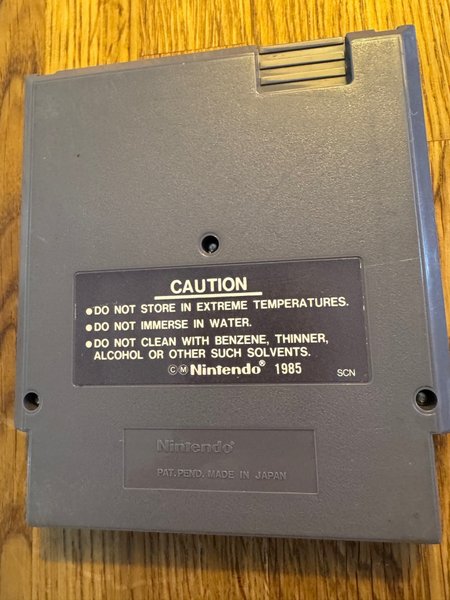 CAUTION
●DO NOT STORE IN EXTREME TEMPERATURES.
●DO NOT IMMERSE IN WATER.
●DO NOT CLEAN WITH BENZENE, THINNER,
ALCOHOL OR OTHER SUCH SOLVENTS.
ⒸⓂNintendo® 1985 SCN
Nintendo®
PAT. PEND. MADE IN JAPAN